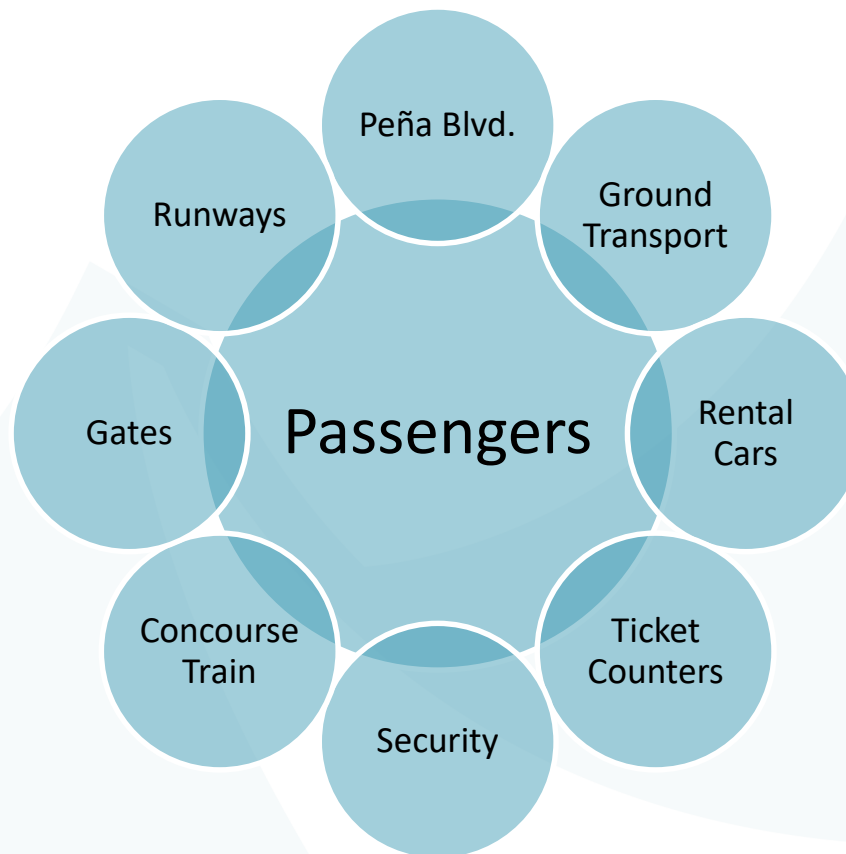 Peña Blvd.
Ground
Transport
Rental
Cars
Ticket
Counters
Security
Concourse
Train
Gates
Runways
Passengers